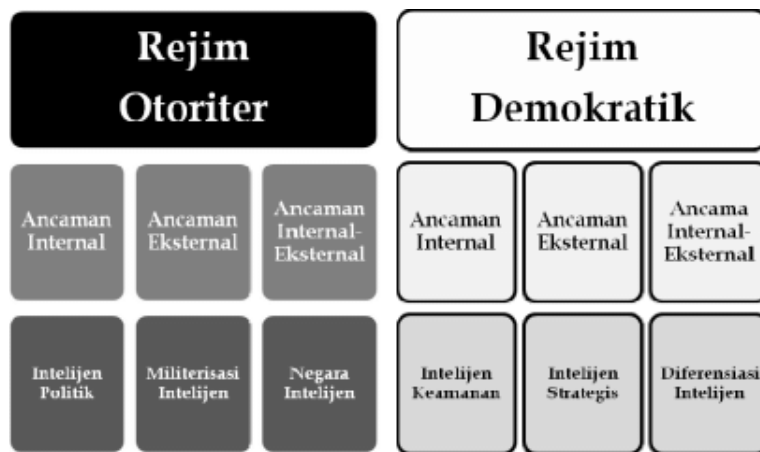 Rejim
Otoriter
Rejim
Demokratik
Ancaman
Internal
Ancaman
Eksternal
Ancaman
Internal-
Eksternal
Ancaman
Internal
Ancaman
Eksternal
Ancama
Internal-
Eksternal
Intelijen
Politik
Militerisasi
Intelijen
Negara
Intelijen
Intelijen
Keamanan
Intelijen
Strategis
Diferensiasi
Intelijen